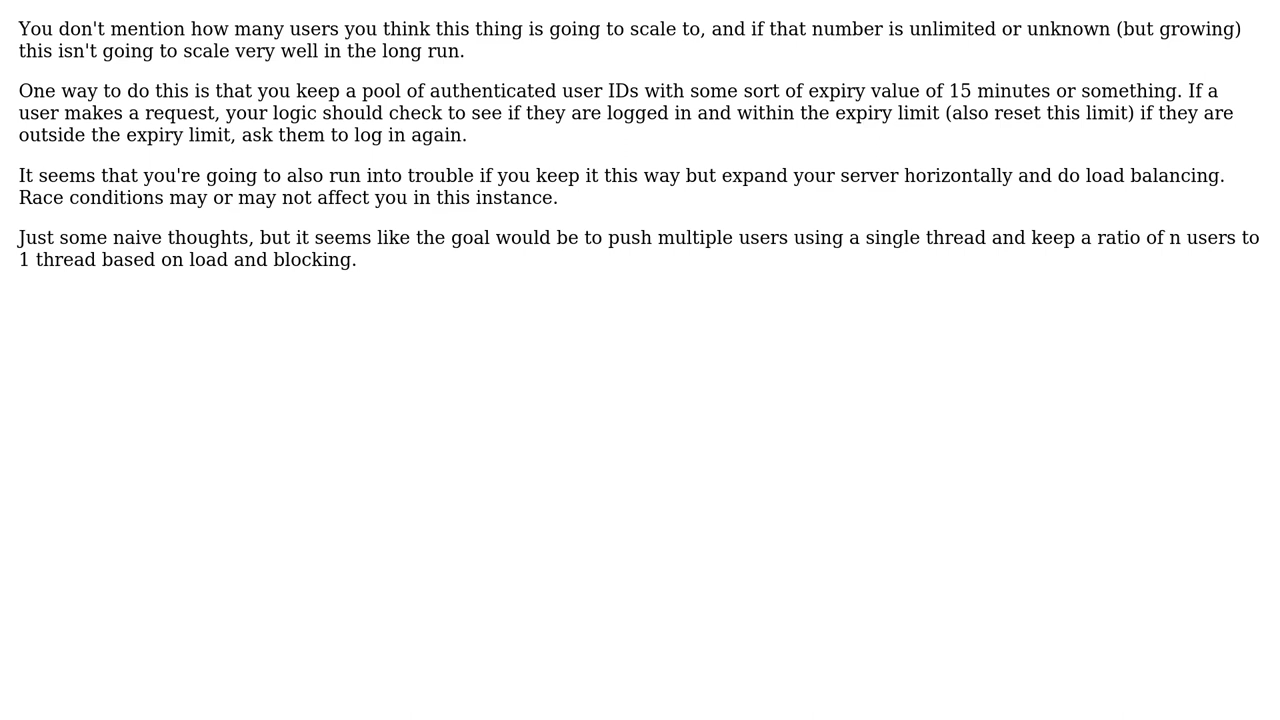 You don't mention how many users you think this thing is going to scale to, and if that number is unlimited or unknown (but growing)
this isn't going to scale very well in the long run.
One way to do this is that you keep a pool of authenticated user IDs with some sort of expiry value of 15 minutes or something. If a
user makes a request, your logic should check to see if they are logged in and within the expiry limit (also reset this limit) if they are
outside the expiry limit, ask them to log in again.
It seems that you're going to also run into trouble if you keep it this way but expand your server horizontally and do load balancing.
Race conditions may or may not affect you in this instance.
Just some naive thoughts, but it seems like the goal would be to push multiple users using a single thread and keep a ratio of n users to
1 thread based on load and blocking.